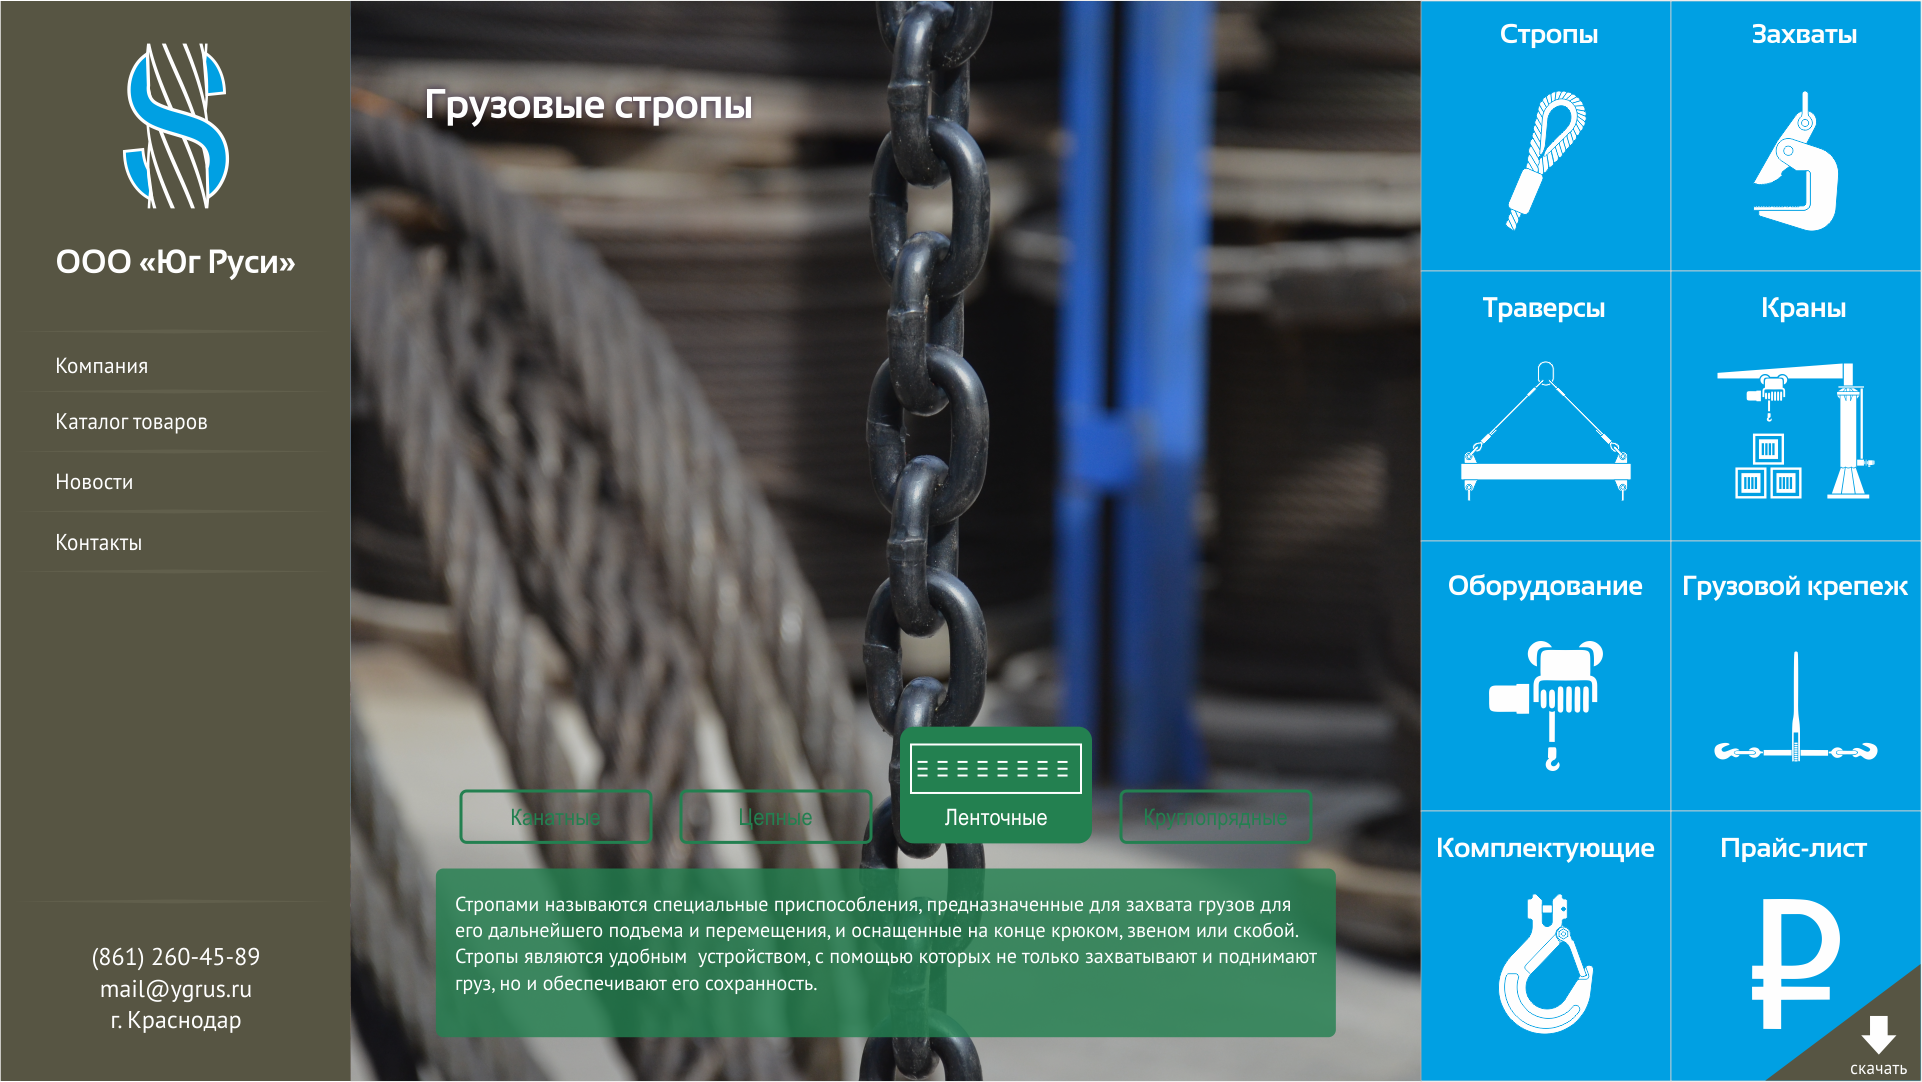 ООО «Юг Руси»
Компания
Каталог товаров
Новости
Контакты
(861) 260-45-89
mail@ygrus.ru
г. Краснодар
Грузовые стропы
Канатные
Цепные
Ленточные
Круглопрядные
Стропами называются специальные приспособления, предназначенные для захвата грузов для
его дальнейшего подъема и перемещения, и оснащенные на конце крюком, звеном или скобой.
Стропы являются удобным устройством, с помощью которых не только захватывают и поднимают
груз, но и обеспечивают его сохранность.
Стропы
Захваты
Траверсы
Краны
Оборудование
Грузовой крепеж
Комплектующие
Прайс-лист
скачать